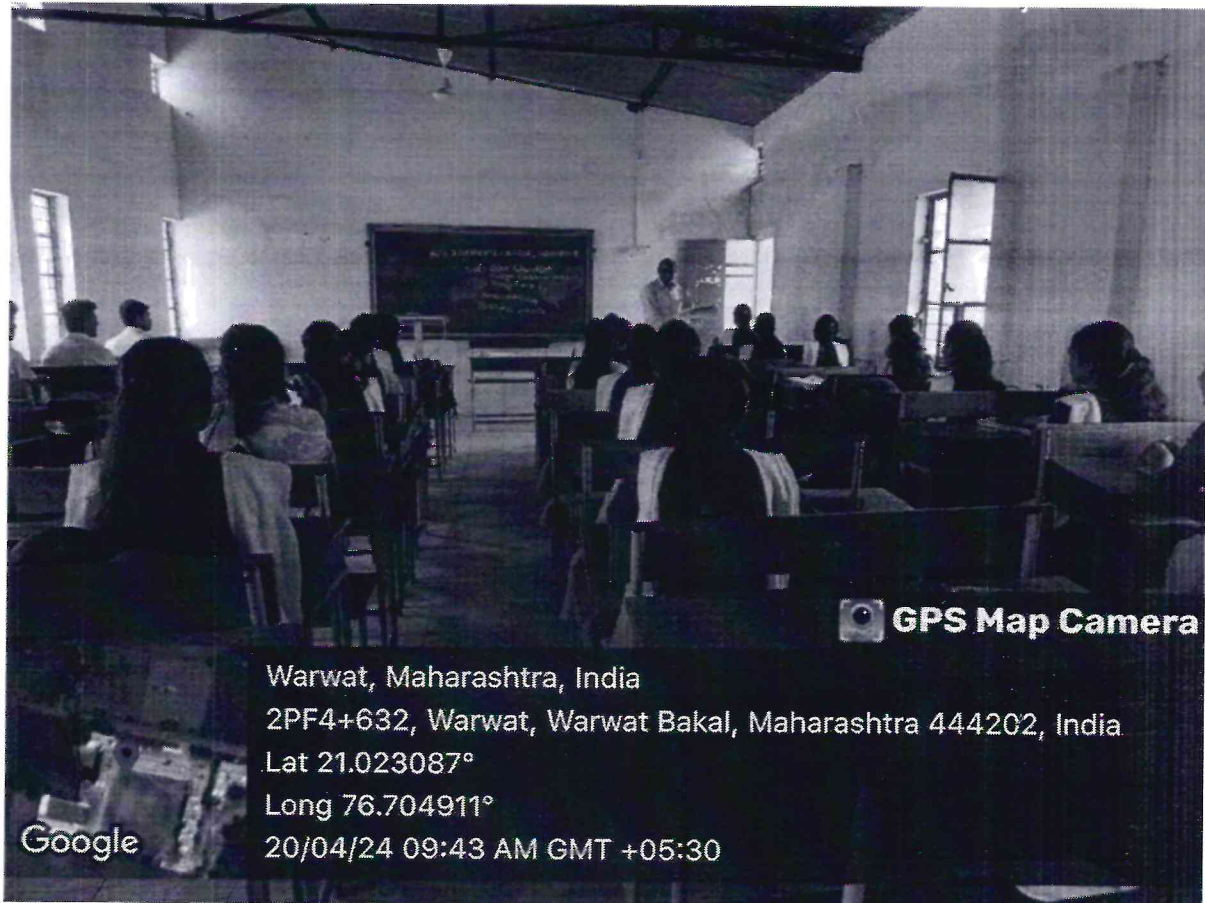 GPS Map Camera
Warwat, Maharashtra, India
2PF4+632, Warwat, Warwat Bakal, Maharashtra 444202, India
Lat 21.023087°
Long 76.704911°
20/04/24 09:43 AM GMT +05:30
Google